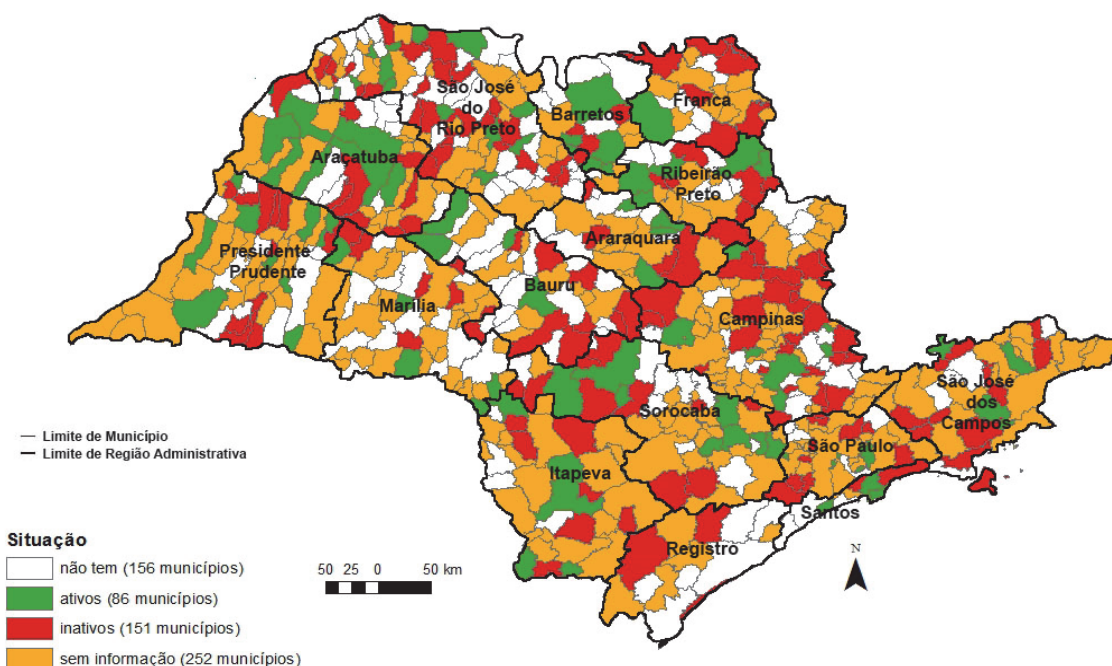 São José
do
Rio Preto
Barretos
Franca
Araçatuba
Ribeirão
Preto
Presidente
Prudente
Araraquara
Marília
Bauru
Campinas
São José
dos
Campos
Sorocaba
São Paulo
Itapeva
Santos
Registro
Limite de Município
Limite de Região Administrativa
Situação
não tem (156 municípios)
ativos (86 municípios)
inativos (151 municípios)
sem informação (252 municípios)
50 25 0 50 km
N